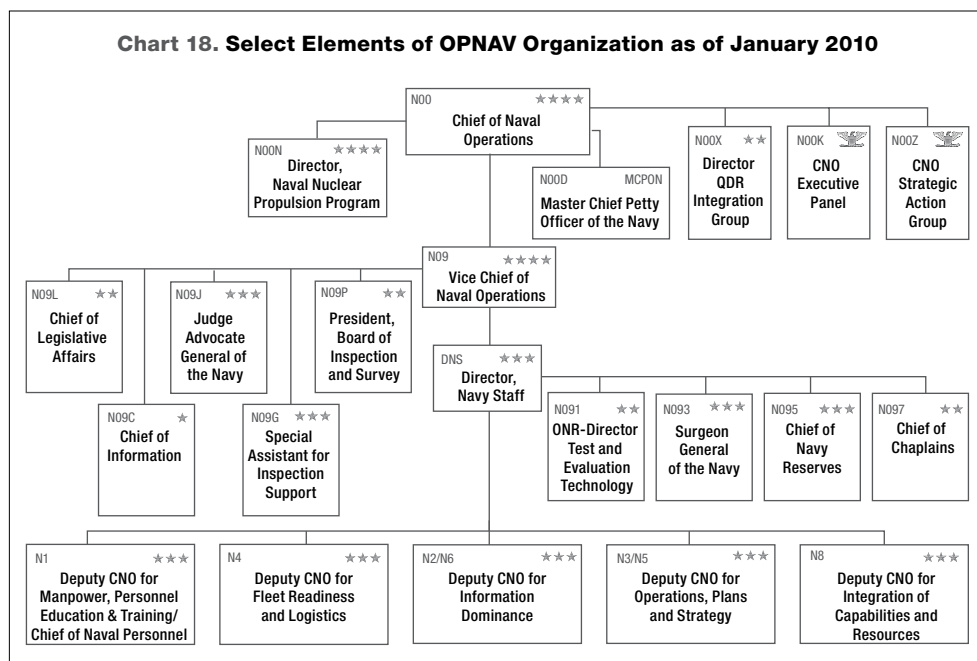 Chart 18. Select Elements of OPNAV Organization as of January 2010
N00
Chief of Naval
Operations
N00N
Director,
Naval Nuclear
Propulsion Program
N00D MCPON
Master Chief Petty
Officer of the Navy
N00X
Director
QDR
Integration
Group
N00K
CNO
Executive
Panel
N00Z
CNO
Strategic
Action
Group
N09
Vice Chief of
Naval Operations
N09L
Chief of
Legislative
Affairs
N09J
Judge
Advocate
General of
the Navy
N09P
President,
Board of
Inspection
and Survey
DNS
Director,
Navy Staff
N09C
Chief of
Information
N09G
Special
Assistant for
Inspection
Support
N091
ONR-Director
Test and
Evaluation
Technology
N093
Surgeon
General
of the Navy
N095
Chief of
Navy
Reserves
N097
Chief of
Chaplains
N1
Deputy CNO for
Manpower, Personnel
Education & Training/
Chief of Naval Personnel
N4
Deputy CNO for
Fleet Readiness
and Logistics
N2/N6
Deputy CNO for
Information
Dominance
N3/N5
Deputy CNO for
Operations, Plans
and Strategy
N8
Deputy CNO for
Integration of
Capabilities and
Resources